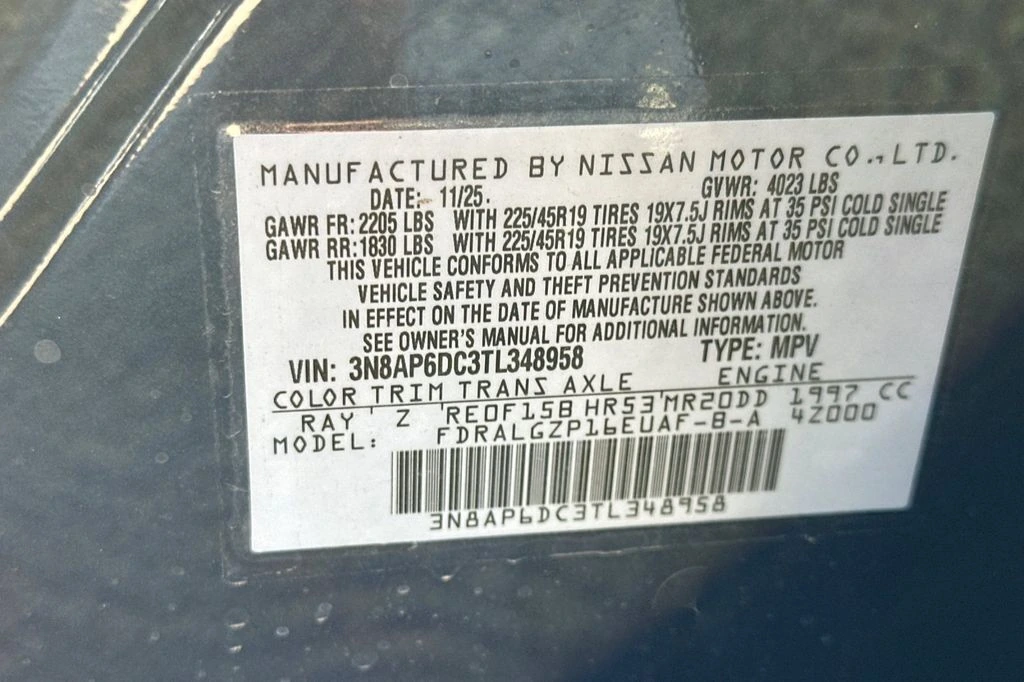 MANUFACTURED BY NISSAN MOTOR CO., LTD.
DATE: 11/25. GVWR: 4023 LBS
GAWR FR: 2205 LBS WITH 225/45R19 TIRES 19X7.5J RIMS AT 35 PSI COLD SINGLE
GAWR RR: 1830 LBS WITH 225/45R19 TIRES 19X7.5J RIMS AT 35 PSI COLD SINGLE
THIS VEHICLE CONFORMS TO ALL APPLICABLE FEDERAL MOTOR
VEHICLE SAFETY AND THEFT PREVENTION STANDARDS
IN EFFECT ON THE DATE OF MANUFACTURE SHOWN ABOVE.
SEE OWNER'S MANUAL FOR ADDITIONAL INFORMATION.
VIN: 3N8AP6DC3TL348958 TYPE: MPV
COLOR TRIM TRANS AXLE ENGINE
RAY Z RE0F15B HR53 MR20DD 1997 CC
MODEL: FDRALGZP16EUAF-B-A 4Z000
3N8AP6DC3TL348958